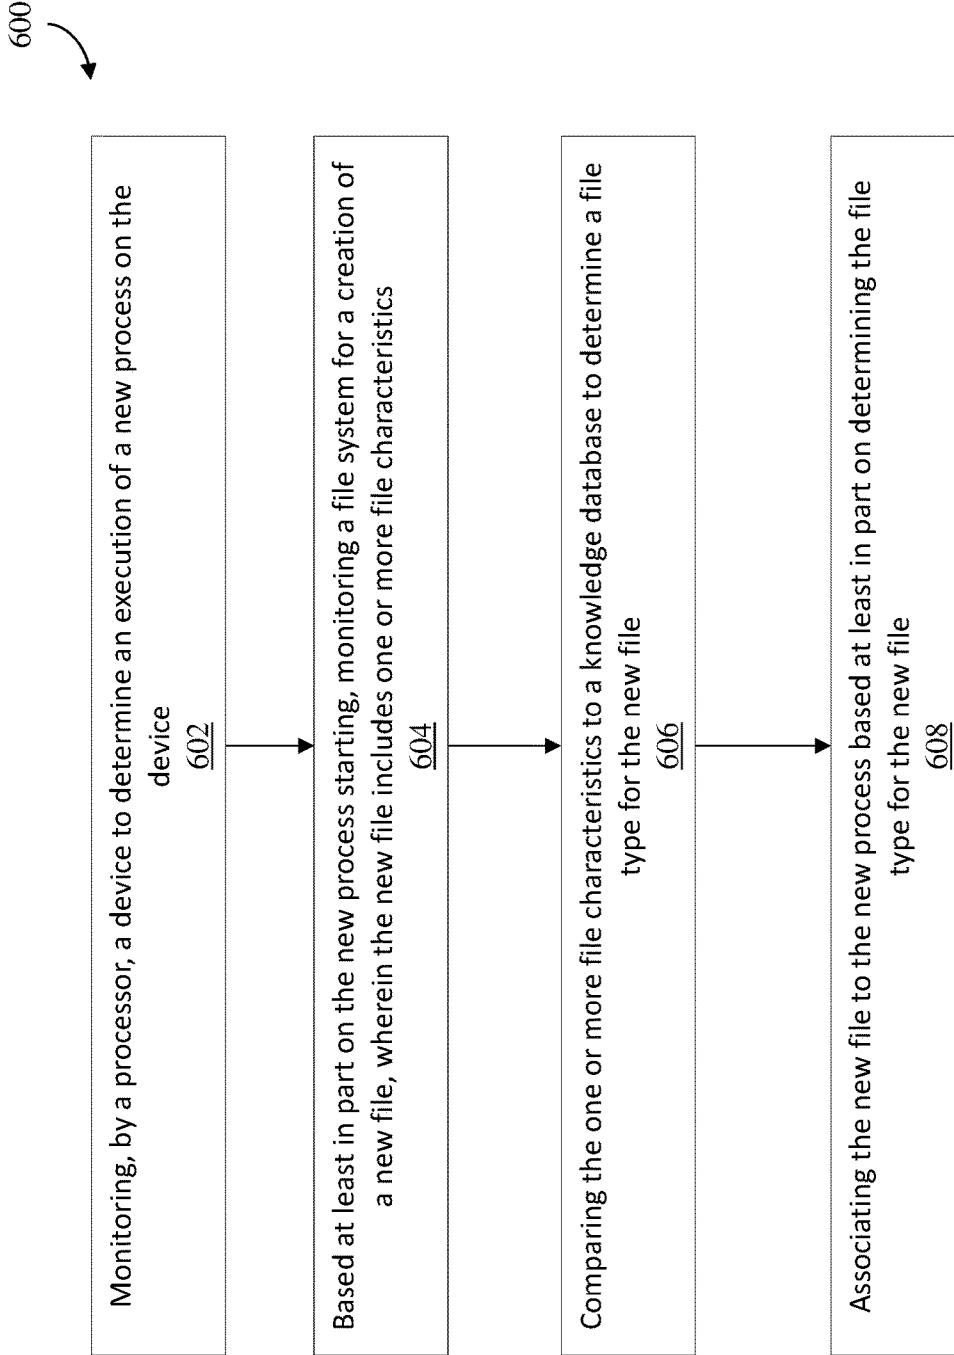 600
Monitoring, by a processor, a device to determine an execution of a new process on the
device
602
Based at least in part on the new process starting, monitoring a file system for a creation of
a new file, wherein the new file includes one or more file characteristics
604
Comparing the one or more file characteristics to a knowledge database to determine a file
type for the new file
606
Associating the new file to the new process based at least in part on determining the file
type for the new file
608